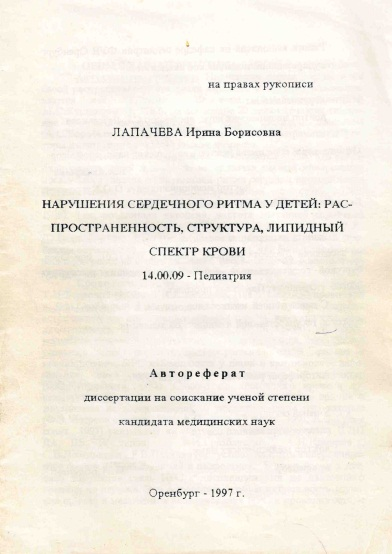 на правах рукописи
ЛАПАЧЕВА Ирина Борисовна
НАРУШЕНИЯ СЕРДЕЧНОГО РИТМА У ДЕТЕЙ: РАС-
ПРОСТРАНЕННОСТЬ, СТРУКТУРА, ЛИПИДНЫЙ
СПЕКТР КРОВИ
14.00.09 - Педиатрия
Автореферат
диссертации на соискание ученой степени
кандидата медицинских наук
Оренбург - 1997 г.